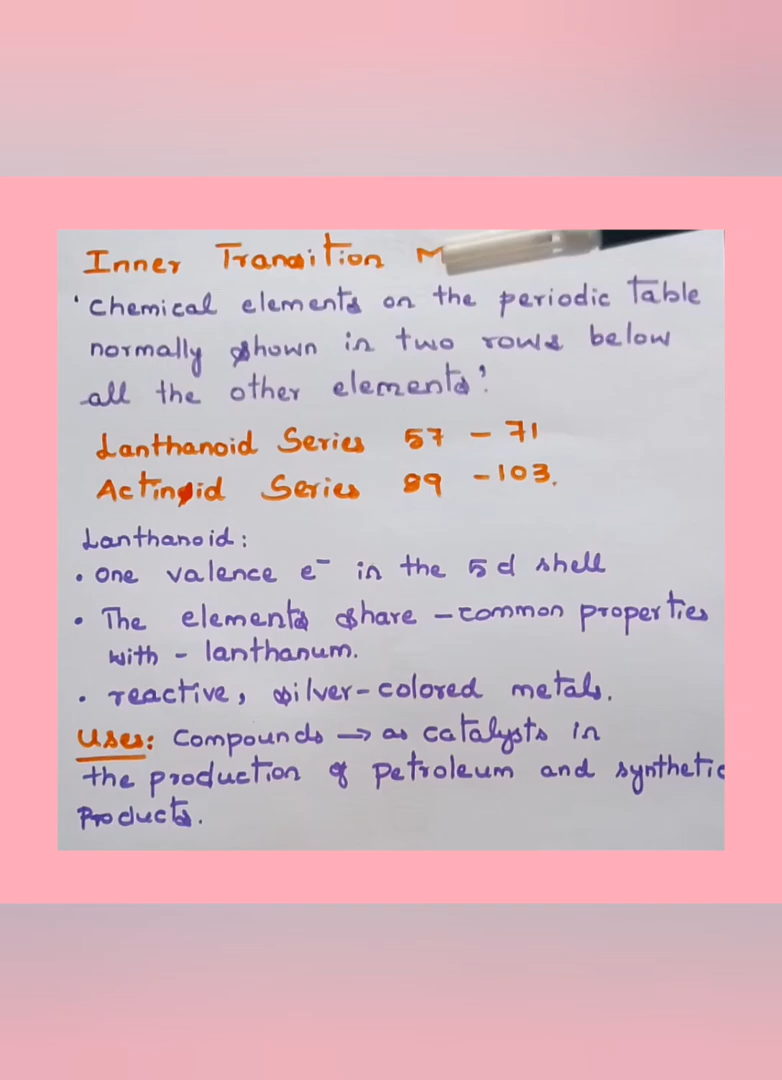 Inner Transition M
'Chemical elements on the periodic Table
normally shown in two rows below
all the other elements'.
Lanthanoid Series 57 - 71
Actinoid Series 89 - 103.
Lanthanoid:
• One valence e⁻ in the 5d shell
• The elements share - common properties
with - lanthanum.
• reactive, silver-colored metals.
Uses: Compounds → as catalysts in
the production of petroleum and synthetic
Products.